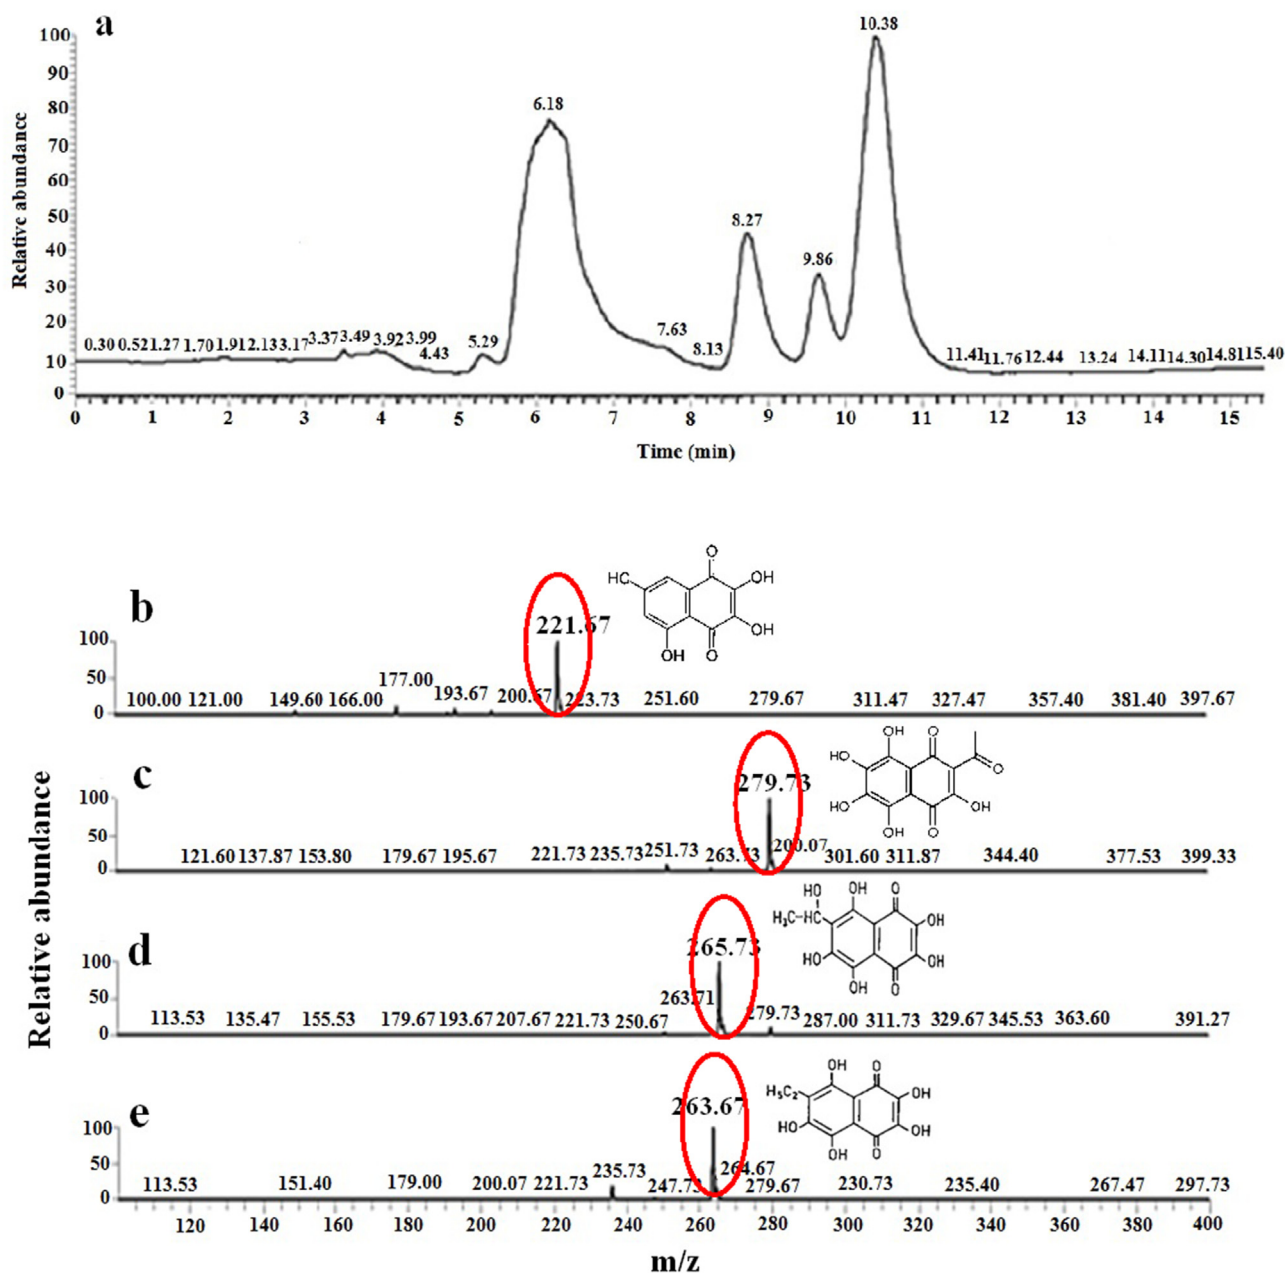 a
10.38
100
90
80
70
60
50
40
30
20
10
0
Relative abundance
6.18
8.27
9.86
7.63
8.13
5.29
0.30 0.52 1.27 1.70 1.91 2.13 3.17 3.37 3.49 3.92 3.99
4.43
11.41 11.76 12.44 13.24 14.11 14.30 14.81 15.40
0 1 2 3 4 5 6 7 8 9 10 11 12 13 14 15
Time (min)
Relative abundance
b
221.67
100
50
0
100.00 121.00 149.60 166.00 177.00 193.67 200.67 223.73 251.60 279.67 311.47 327.47 357.40 381.40 397.67
O
HC OH
OH
OH O
c
279.73
100
50
0
121.60 137.87 153.80 179.67 195.67 221.73 235.73 251.73 263.73 200.07 301.60 311.87 344.40 377.53 399.33
OH O
HO O
HO OH
OH O
d
265.73
100
50
0
113.53 135.47 155.53 179.67 193.67 207.67 221.73 250.67 263.71 279.73 287.00 311.73 329.67 345.53 363.60 391.27
HO OH O
H₃C-HC OH
HO OH
OH O
e
263.67
100
50
0
113.53 151.40 179.00 200.07 221.73 235.73 247.73 264.67 279.67 230.73 235.40 267.47 297.73
OH O
H₅C₂ OH
HO OH
OH O
120 140 160 180 200 220 240 260 280 300 320 340 360 380 400
m/z